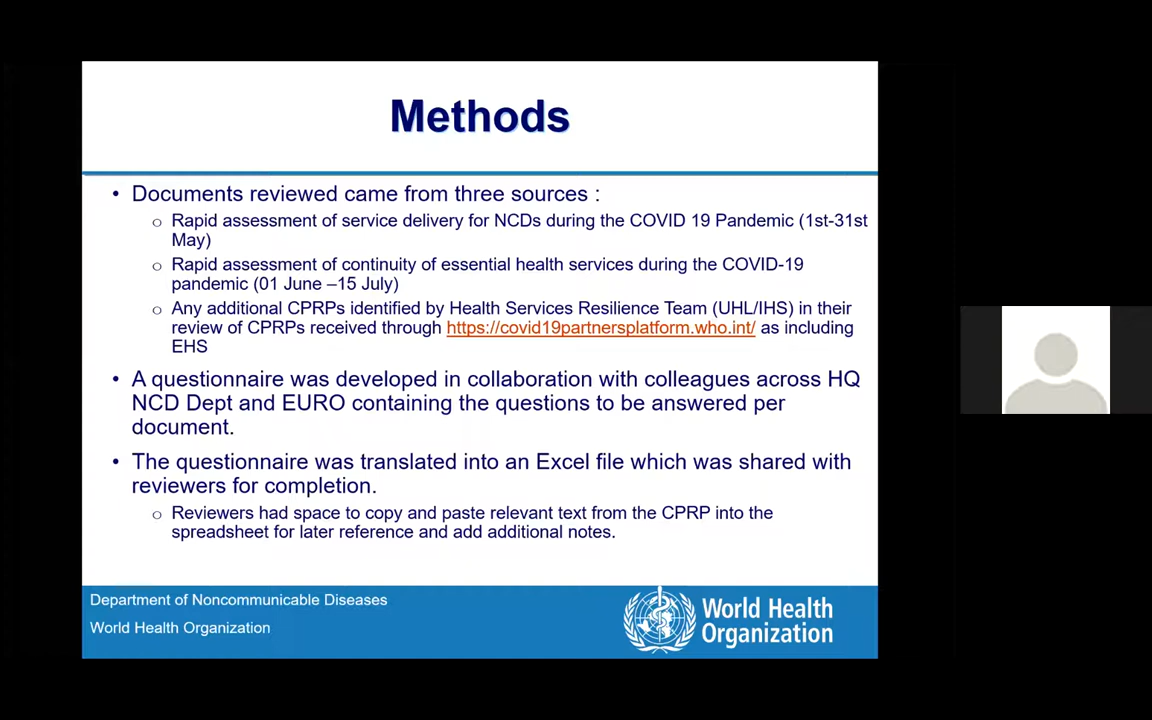 Methods
• Documents reviewed came from three sources :
o Rapid assessment of service delivery for NCDs during the COVID 19 Pandemic (1st-31st
May)
o Rapid assessment of continuity of essential health services during the COVID-19
pandemic (01 June –15 July)
o Any additional CPRPs identified by Health Services Resilience Team (UHL/IHS) in their
review of CPRPs received through https://covid19partnersplatform.who.int/ as including
EHS
• A questionnaire was developed in collaboration with colleagues across HQ
NCD Dept and EURO containing the questions to be answered per
document.
• The questionnaire was translated into an Excel file which was shared with
reviewers for completion.
o Reviewers had space to copy and paste relevant text from the CPRP into the
spreadsheet for later reference and add additional notes.
Department of Noncommunicable Diseases
World Health Organization
World Health
Organization